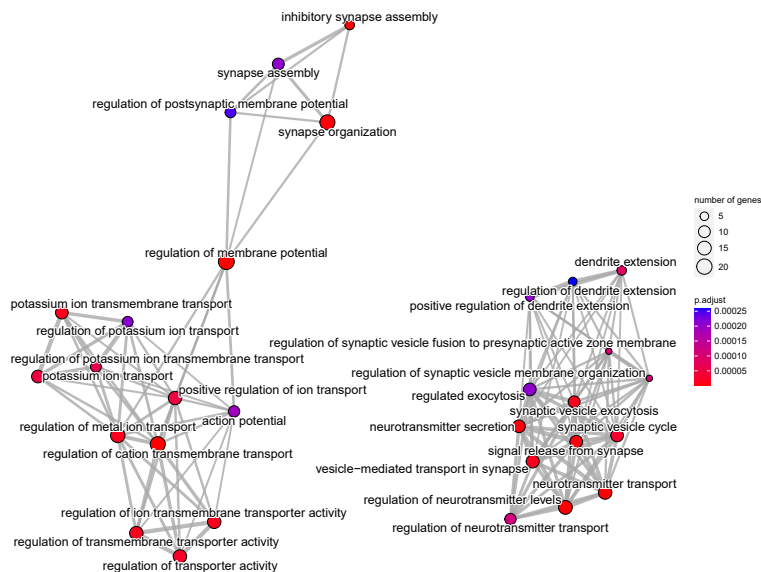 inhibitory synapse assembly
synapse assembly
regulation of postsynaptic membrane potential
synapse organization
regulation of membrane potential
potassium ion transmembrane transport
regulation of potassium ion transport
regulation of potassium ion transmembrane transport
potassium ion transport
positive regulation of ion transport
action potential
regulation of metal ion transport
regulation of cation transmembrane transport
regulation of ion transmembrane transporter activity
regulation of transmembrane transporter activity
regulation of transporter activity
dendrite extension
regulation of dendrite extension
positive regulation of dendrite extension
regulation of synaptic vesicle fusion to presynaptic active zone membrane
regulation of synaptic vesicle membrane organization
regulated exocytosis
synaptic vesicle exocytosis
neurotransmitter secretion
synaptic vesicle cycle
signal release from synapse
vesicle−mediated transport in synapse
neurotransmitter transport
regulation of neurotransmitter levels
regulation of neurotransmitter transport
number of genes
5
10
15
20
p.adjust
0.00025
0.00020
0.00015
0.00010
0.00005